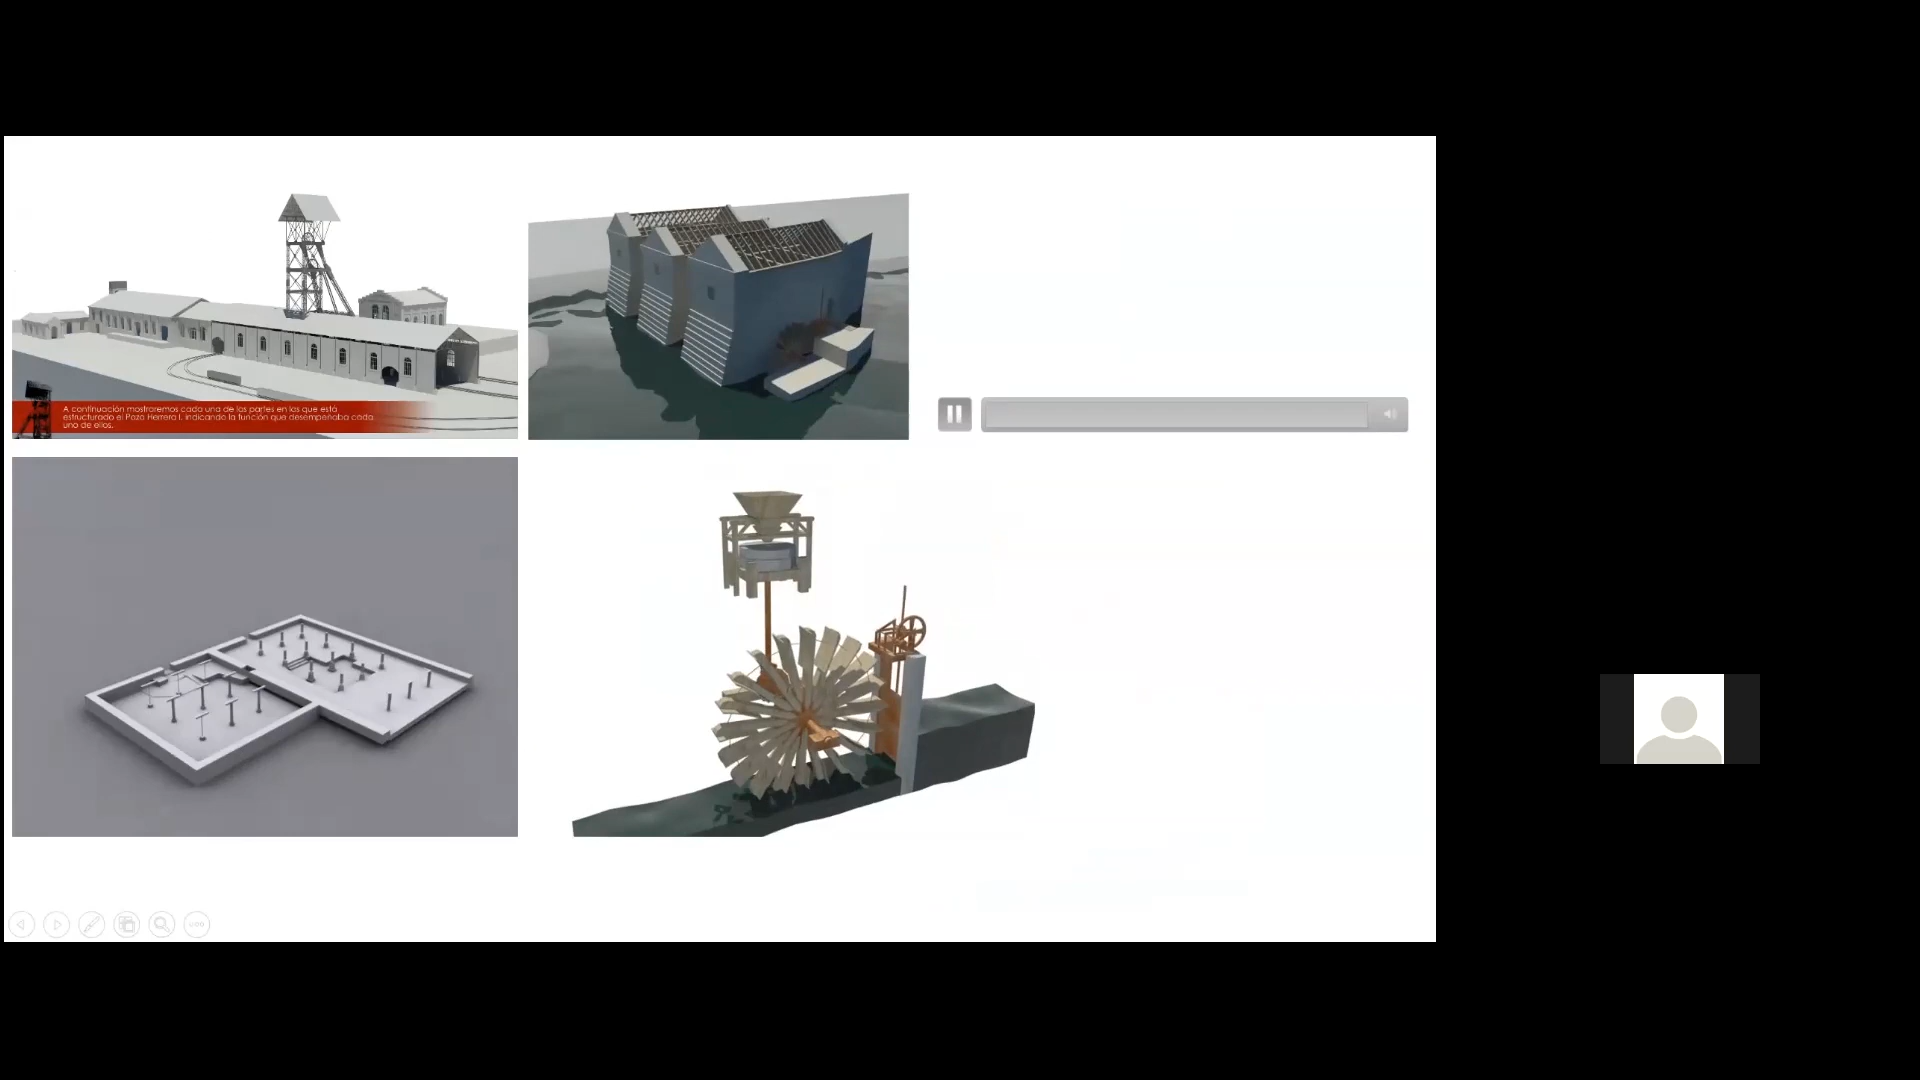 A continuación mostraremos cada una de las partes en las que está
estructurado el Pozo Herrera I, indicando la función que desempeñaba cada
uno de ellos.